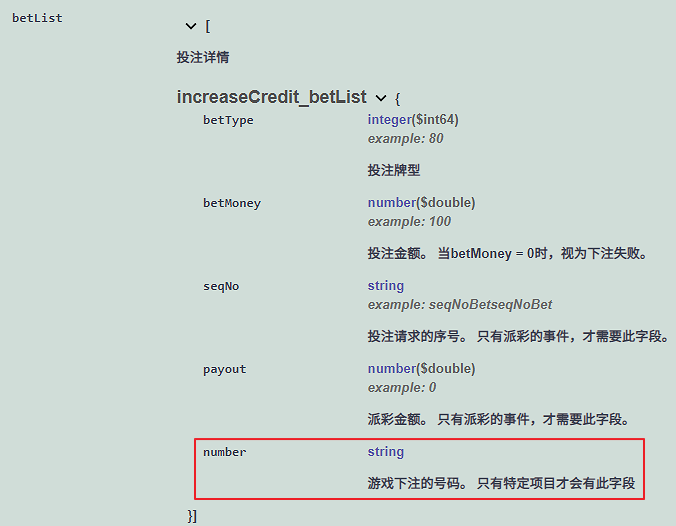 betList
[
投注详情
increaseCredit_betList {
betType integer($int64)
example: 80
投注牌型
betMoney number($double)
example: 100
投注金额。 当betMoney = 0时，视为下注失败。
seqNo string
example: seqNoBetseqNoBet
投注请求的序号。 只有派彩的事件，才需要此字段。
payout number($double)
example: 0
派彩金额。 只有派彩的事件，才需要此字段。
number string
游戏下注的号码。 只有特定项目才会有此字段
}]